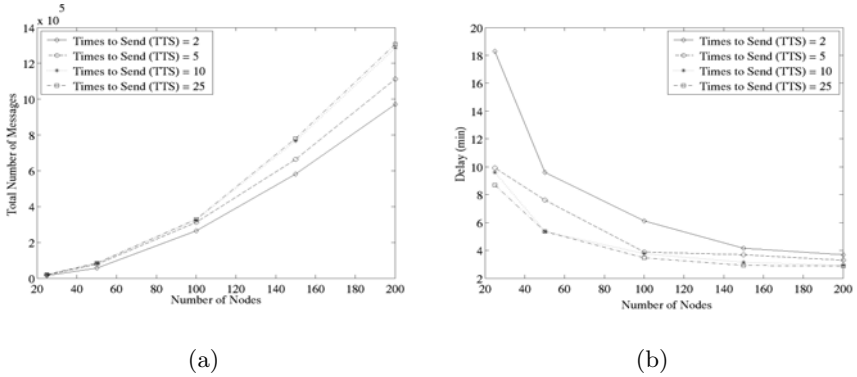 x 10
5
14
12
10
8
6
4
2
0
Total Number of Messages
Times to Send (TTS) = 2
Times to Send (TTS) = 5
Times to Send (TTS) = 10
Times to Send (TTS) = 25
20 40 60 80 100 120 140 160 180 200
Number of Nodes
(a)
20
18
16
14
12
10
8
6
4
2
Delay (min)
Times to Send (TTS) = 2
Times to Send (TTS) = 5
Times to Send (TTS) = 10
Times to Send (TTS) = 25
20 40 60 80 100 120 140 160 180 200
Number of Nodes
(b)